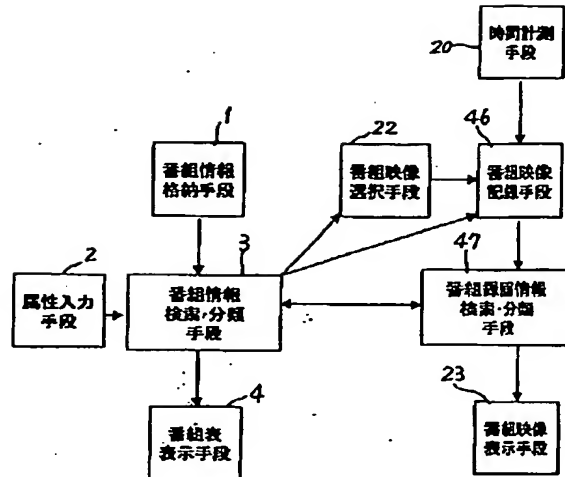 20
時間計測
手段
1
番組情報
格納手段
22
番組映像
選択手段
46
番組映像
記録手段
2
属性入力
手段
3
番組情報
検索・分類
手段
47
番組録画情報
検索・分類
手段
4
番組表
表示手段
23
番組映像
表示手段